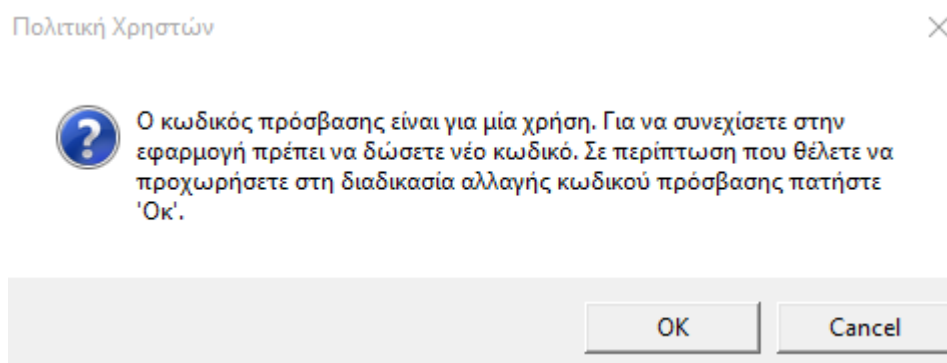 Πολιτική Χρηστών
Ο κωδικός πρόσβασης είναι για μία χρήση. Για να συνεχίσετε στην
εφαρμογή πρέπει να δώσετε νέο κωδικό. Σε περίπτωση που θέλετε να
προχωρήσετε στη διαδικασία αλλαγής κωδικού πρόσβασης πατήστε
'Οκ'.
OK
Cancel